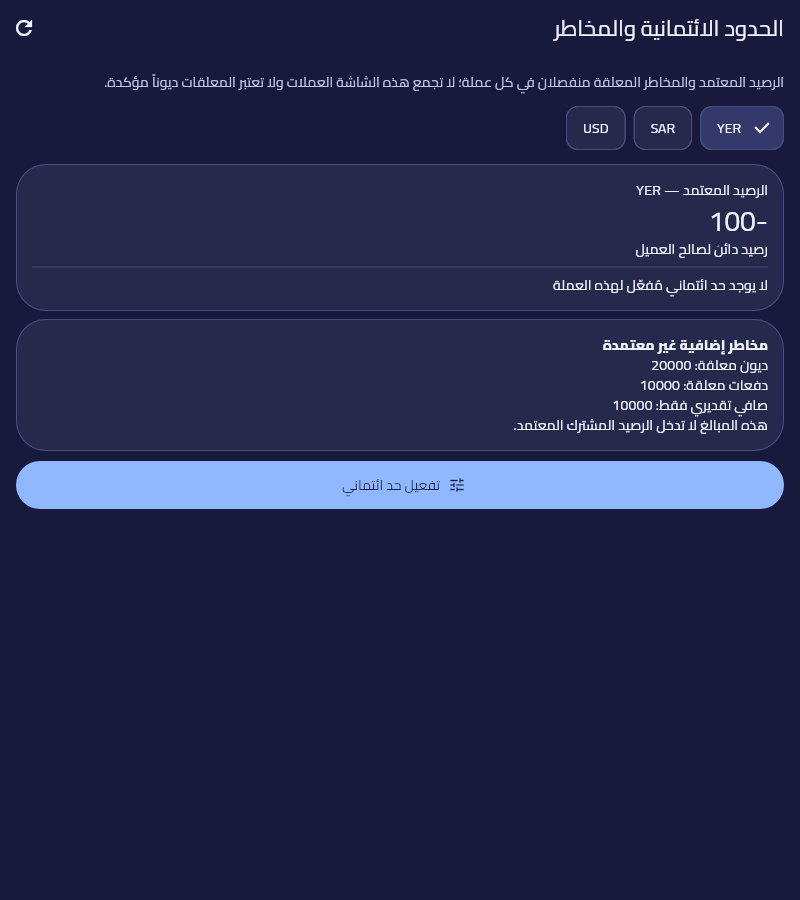 الحدود الائتمانية والمخاطر
الرصيد المعتمد والمخاطر المعلقة منفصلان في كل عملة؛ لا تجمع هذه الشاشة العملات ولا تعتبر المعلقات ديوناً مؤكدة.
YER
SAR
USD
الرصيد المعتمد — YER
-100
رصيد دائن لصالح العميل
لا يوجد حد ائتماني مُفعّل لهذه العملة
مخاطر إضافية غير معتمدة
ديون معلقة: 20000
دفعات معلقة: 10000
صافي تقديري فقط: 10000
هذه المبالغ لا تدخل الرصيد المشترك المعتمد.
تفعيل حد ائتماني